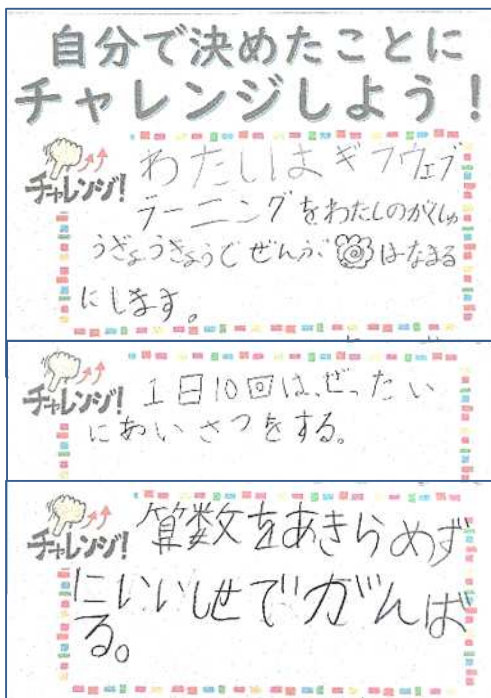 自分で決めたことに
チャレンジしよう!
チャレンジ!
わたしはギフウェブ
ラーニングをわたしのがくしゅ
うぎょうきょうでぜんぶはなまる
にします。
チャレンジ!
1日10回は、ぜったい
にあいさつをする。
チャレンジ!
算数をあきらめず
にいいしせでがんば
る。